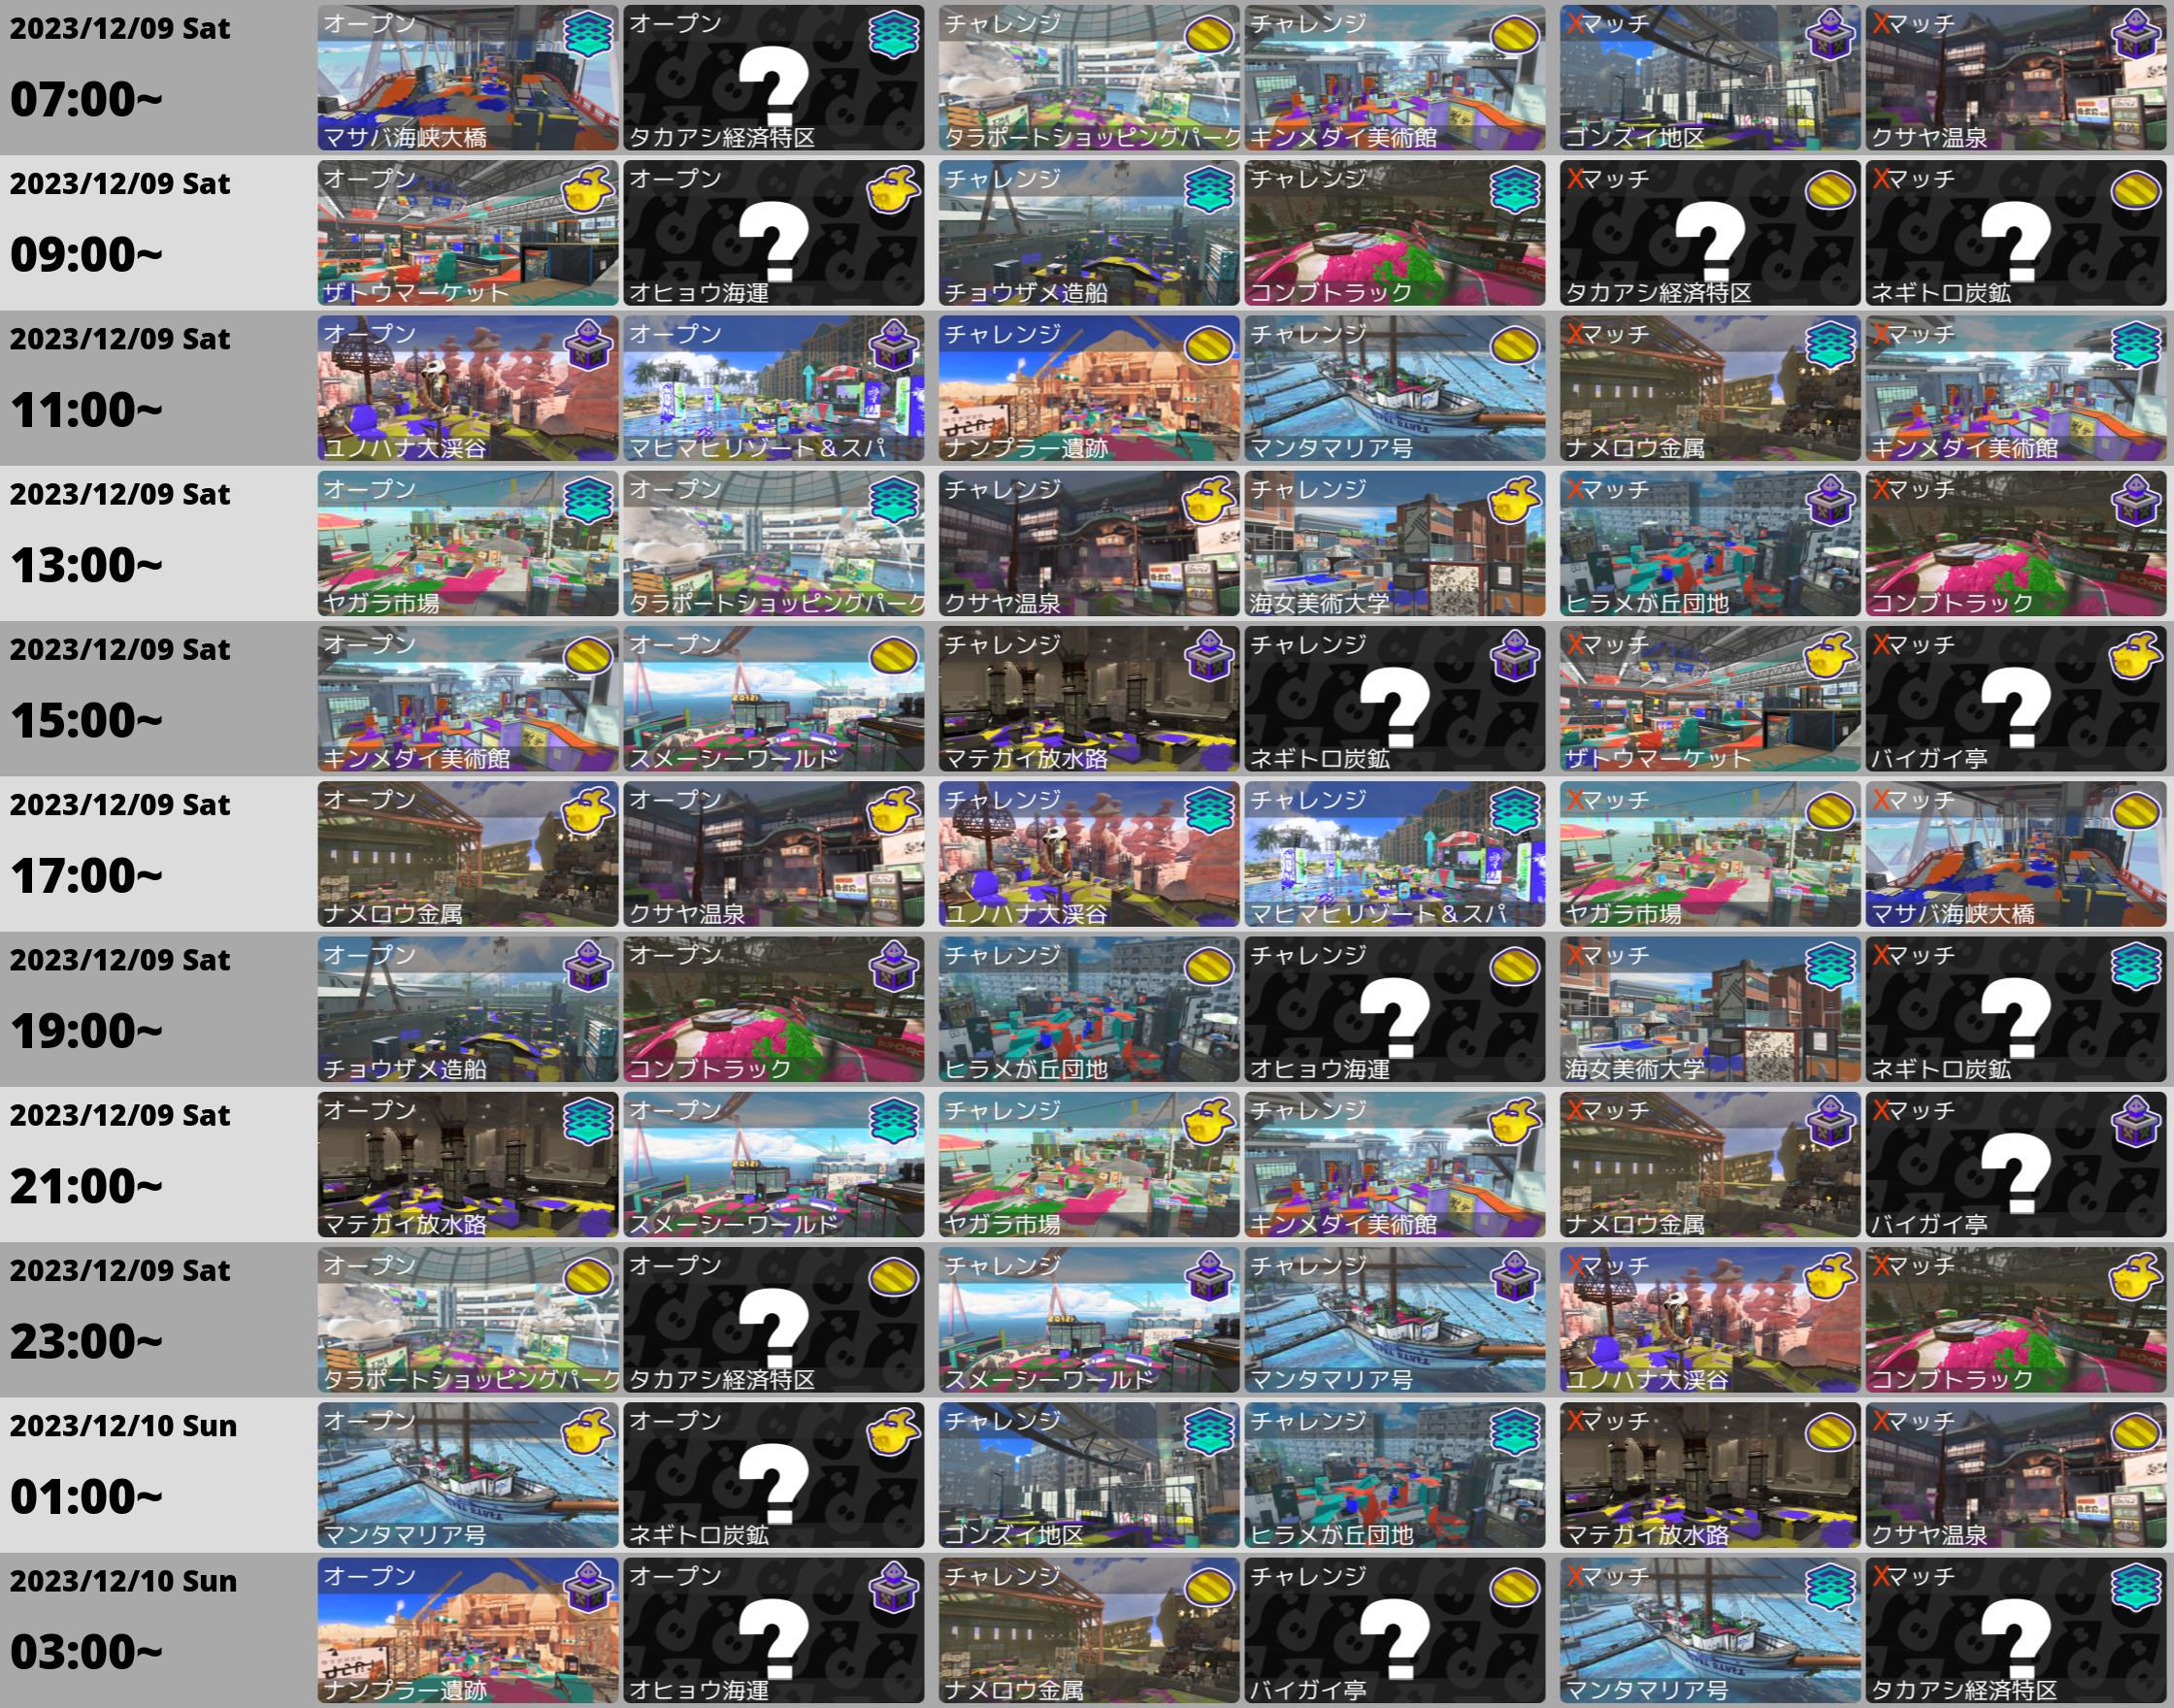 2023/12/09 Sat
07:00~
オープン
マサバ海峡大橋
オープン
タカアシ経済特区
チャレンジ
タラポートショッピングパーク
チャレンジ
キンメダイ美術館
Xマッチ
ゴンズイ地区
Xマッチ
クサヤ温泉
2023/12/09 Sat
09:00~
オープン
ザトウマーケット
オープン
オヒョウ海運
チャレンジ
チョウザメ造船
チャレンジ
コンブトラック
Xマッチ
タカアシ経済特区
Xマッチ
ネギトロ炭鉱
2023/12/09 Sat
11:00~
オープン
ユノハナ大渓谷
オープン
マヒマヒリゾート＆スパ
チャレンジ
ナンプラー遺跡
チャレンジ
マンタマリア号
Xマッチ
ナメロウ金属
Xマッチ
キンメダイ美術館
2023/12/09 Sat
13:00~
オープン
ヤガラ市場
オープン
タラポートショッピングパーク
チャレンジ
クサヤ温泉
チャレンジ
海女美術大学
Xマッチ
ヒラメが丘団地
Xマッチ
コンブトラック
2023/12/09 Sat
15:00~
オープン
キンメダイ美術館
オープン
スメーシーワールド
チャレンジ
マテガイ放水路
チャレンジ
ネギトロ炭鉱
Xマッチ
ザトウマーケット
Xマッチ
バイガイ亭
2023/12/09 Sat
17:00~
オープン
ナメロウ金属
オープン
クサヤ温泉
チャレンジ
ユノハナ大渓谷
チャレンジ
マヒマヒリゾート＆スパ
Xマッチ
ヤガラ市場
Xマッチ
マサバ海峡大橋
2023/12/09 Sat
19:00~
オープン
チョウザメ造船
オープン
コンブトラック
チャレンジ
ヒラメが丘団地
チャレンジ
オヒョウ海運
Xマッチ
海女美術大学
Xマッチ
ネギトロ炭鉱
2023/12/09 Sat
21:00~
オープン
マテガイ放水路
オープン
スメーシーワールド
チャレンジ
ヤガラ市場
チャレンジ
キンメダイ美術館
Xマッチ
ナメロウ金属
Xマッチ
バイガイ亭
2023/12/09 Sat
23:00~
オープン
タラポートショッピングパーク
オープン
タカアシ経済特区
チャレンジ
スメーシーワールド
チャレンジ
マンタマリア号
Xマッチ
ユノハナ大渓谷
Xマッチ
コンブトラック
2023/12/10 Sun
01:00~
オープン
マンタマリア号
オープン
ネギトロ炭鉱
チャレンジ
ゴンズイ地区
チャレンジ
ヒラメが丘団地
Xマッチ
マテガイ放水路
Xマッチ
クサヤ温泉
2023/12/10 Sun
03:00~
オープン
ナンプラー遺跡
オープン
オヒョウ海運
チャレンジ
ナメロウ金属
チャレンジ
バイガイ亭
Xマッチ
マンタマリア号
Xマッチ
タカアシ経済特区